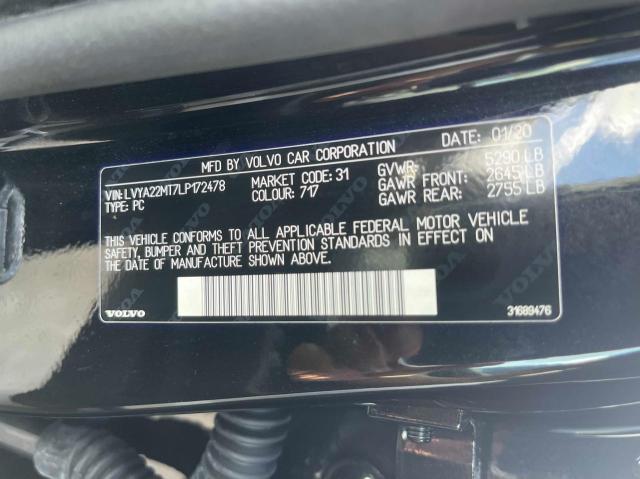 MFD BY VOLVO CAR CORPORATION DATE: 01/20
VIN:LVYA22MT7LP172478 MARKET CODE: 31 GVWR: 5290 LB
TYPE: PC COLOUR: 717 GAWR FRONT: 2645 LB
GAWR REAR: 2755 LB
THIS VEHICLE CONFORMS TO ALL APPLICABLE FEDERAL MOTOR VEHICLE
SAFETY, BUMPER AND THEFT PREVENTION STANDARDS IN EFFECT ON
THE DATE OF MANUFACTURE SHOWN ABOVE.
VOLVO 31689476